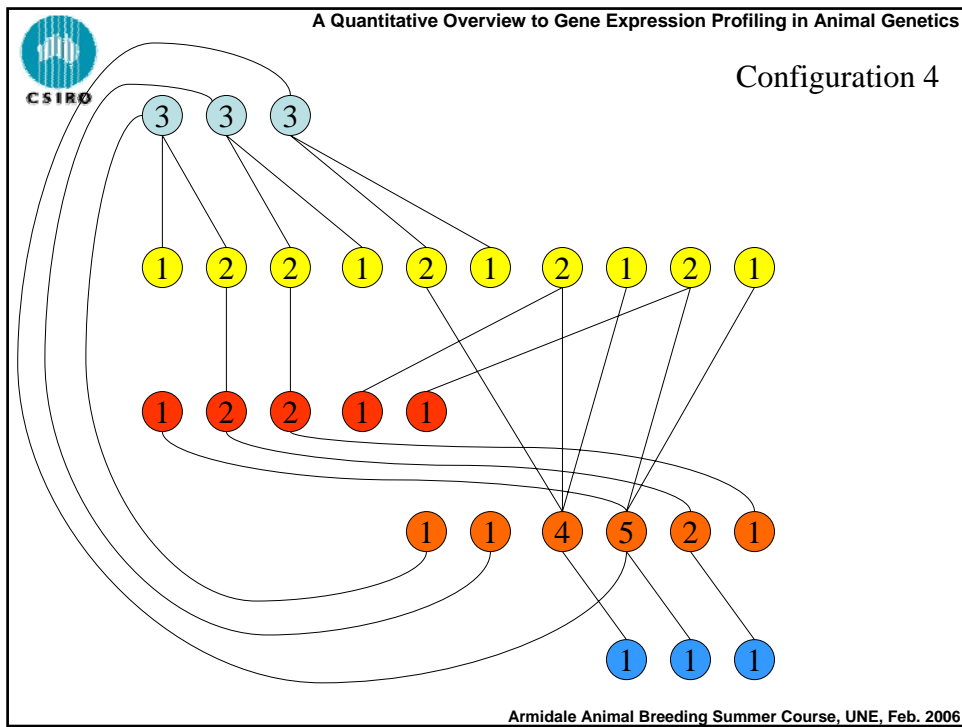 A Quantitative Overview to Gene Expression Profiling in Animal Genetics
CSIRO
Configuration 4
3 3 3
1 2 2 1 2 1 2 1 2 1
1 2 2 1 1
1 1 4 5 2 1
1 1 1
Armidale Animal Breeding Summer Course, UNE, Feb. 2006